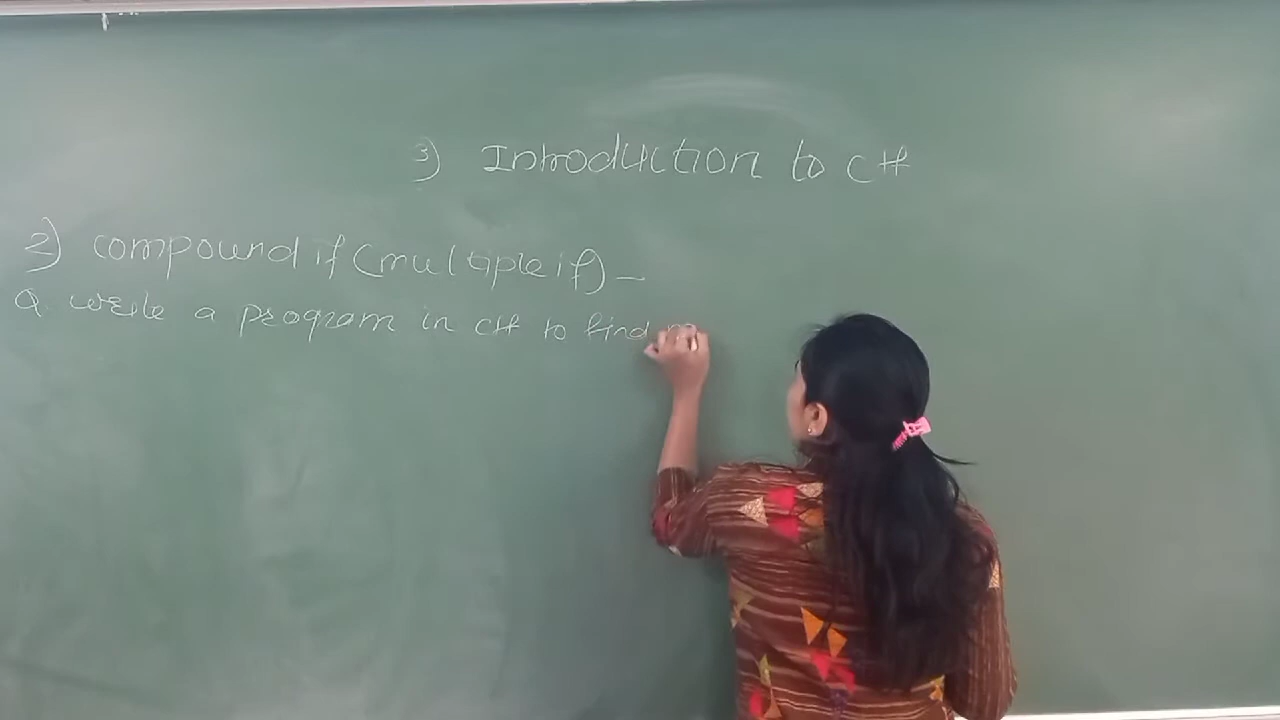 3) Introduction to C#
2) compound if (multiple if) –
Q. write a program in C# to find